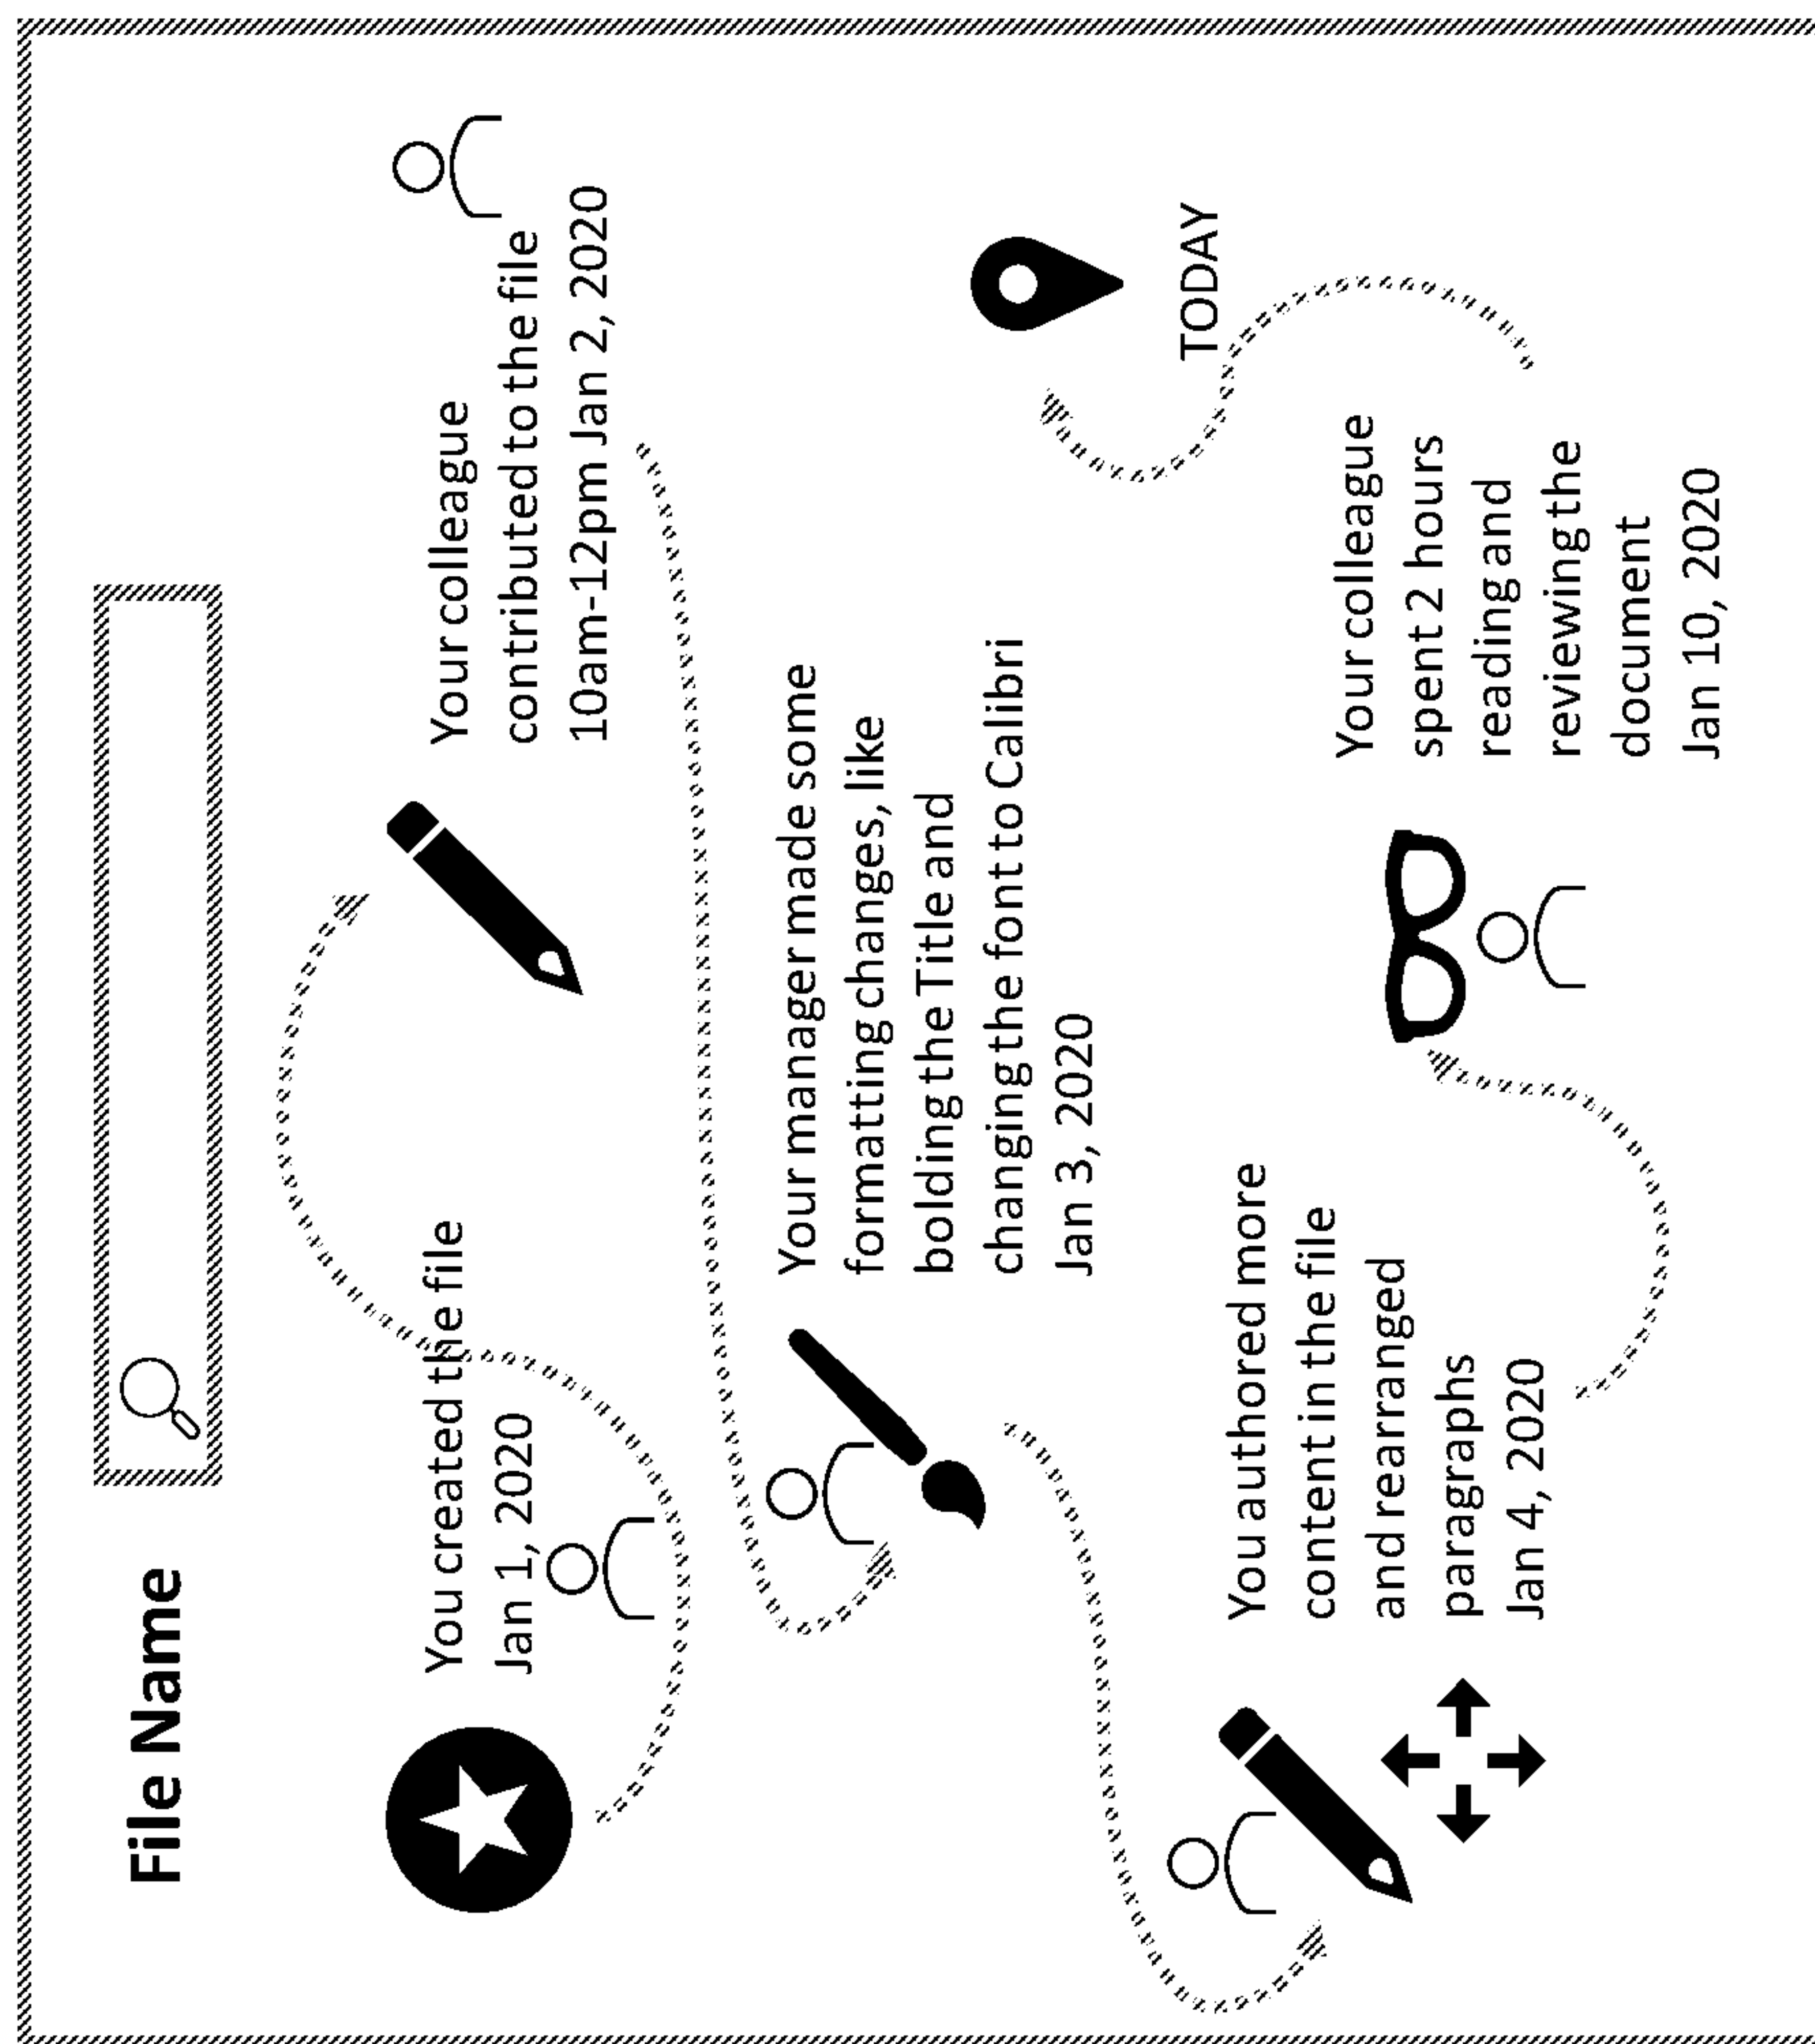 File Name
You created the file
Jan 1, 2020
Your colleague
contributed to the file
10am-12pm Jan 2, 2020
Your manager made some
formatting changes, like
bolding the Title and
changing the font to Calibri
Jan 3, 2020
You authored more
content in the file
and rearranged
paragraphs
Jan 4, 2020
Your colleague
spent 2 hours
reading and
reviewing the
document
Jan 10, 2020
TODAY